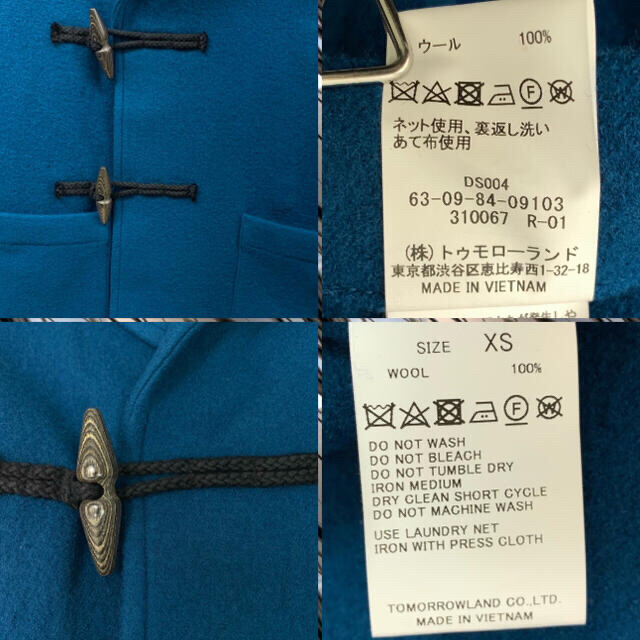 ウール 100%
ネット使用、裏返し洗い
あて布使用
DS004
63-09-84-09103
310067 R-01
(株)トゥモローランド
東京都渋谷区恵比寿西1-32-18
MADE IN VIETNAM
SIZE XS
WOOL 100%
DO NOT WASH
DO NOT BLEACH
DO NOT TUMBLE DRY
IRON MEDIUM
DRY CLEAN SHORT CYCLE
DO NOT MACHINE WASH
USE LAUNDRY NET
IRON WITH PRESS CLOTH
TOMORROWLAND CO.,LTD.
MADE IN VIETNAM